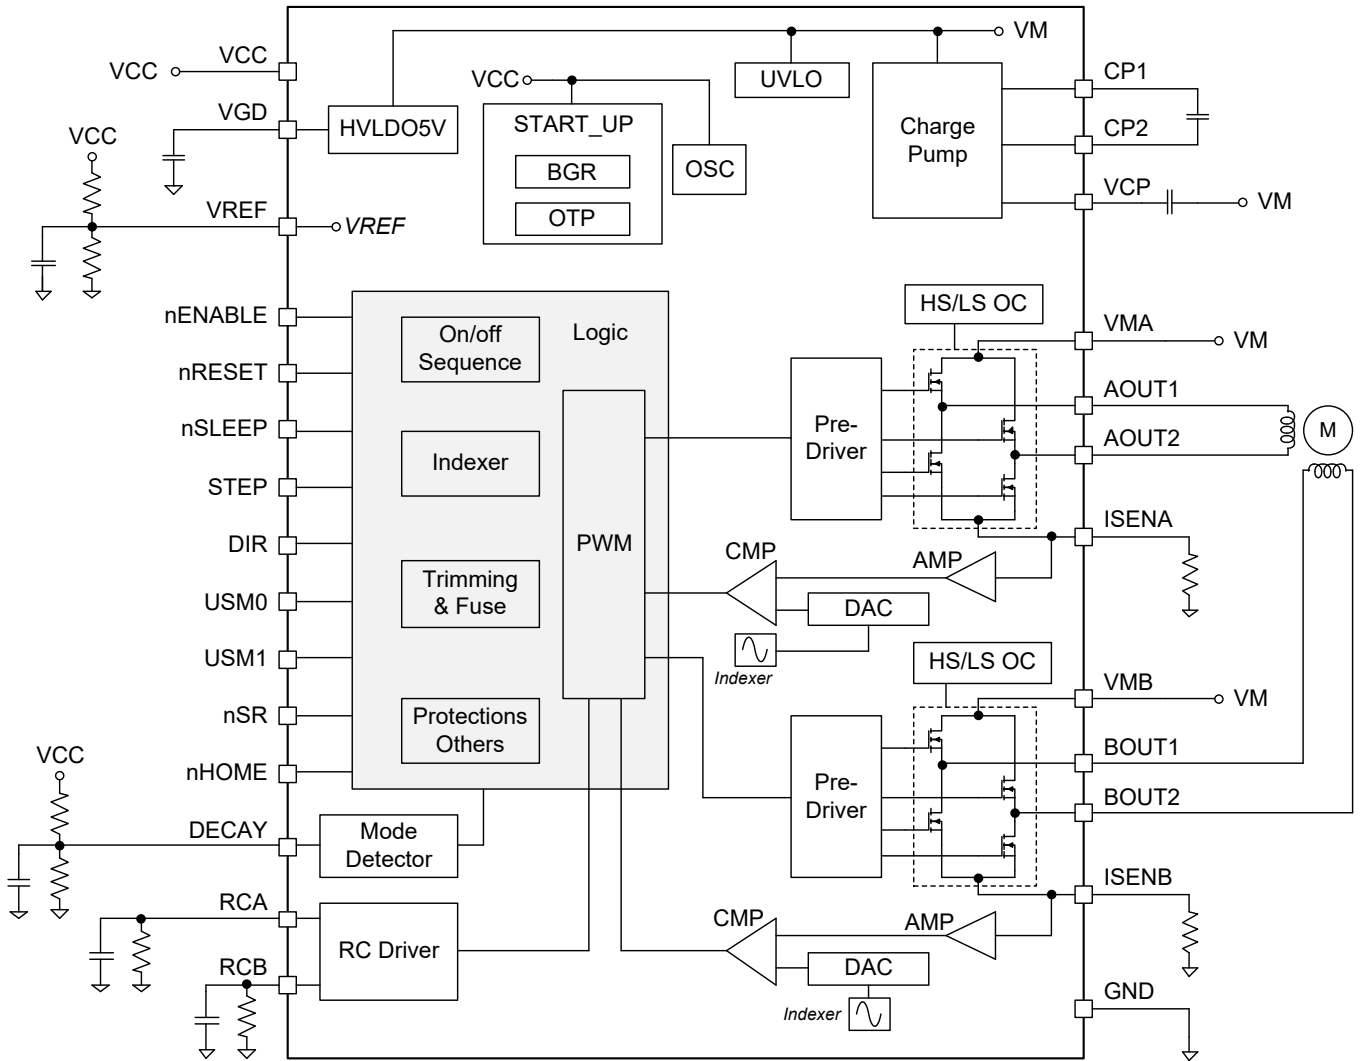 VCC
VCC
VGD
VCC
VREF
VREF
nENABLE
nRESET
nSLEEP
STEP
DIR
USM0
USM1
nSR
nHOME
VCC
DECAY
RCA
RCB
HVLDO5V
VCC
START_UP
BGR
OTP
OSC
UVLO
VM
Charge
Pump
CP1
CP2
VCP
VM
Logic
On/off
Sequence
Indexer
Trimming
& Fuse
Protections
Others
PWM
Mode
Detector
RC Driver
HS/LS OC
Pre-
Driver
VMA
VM
AOUT1
AOUT2
M
ISENA
CMP
AMP
DAC
Indexer
HS/LS OC
Pre-
Driver
VMB
VM
BOUT1
BOUT2
ISENB
CMP
AMP
DAC
Indexer
GND